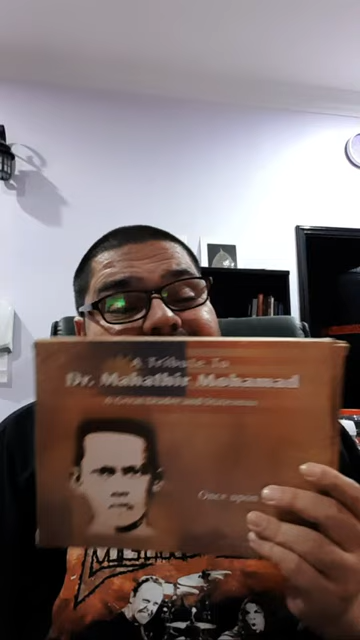 A Tribute To
Dr. Mahathir Mohamad
A Great Leader and Statesman
Once upon